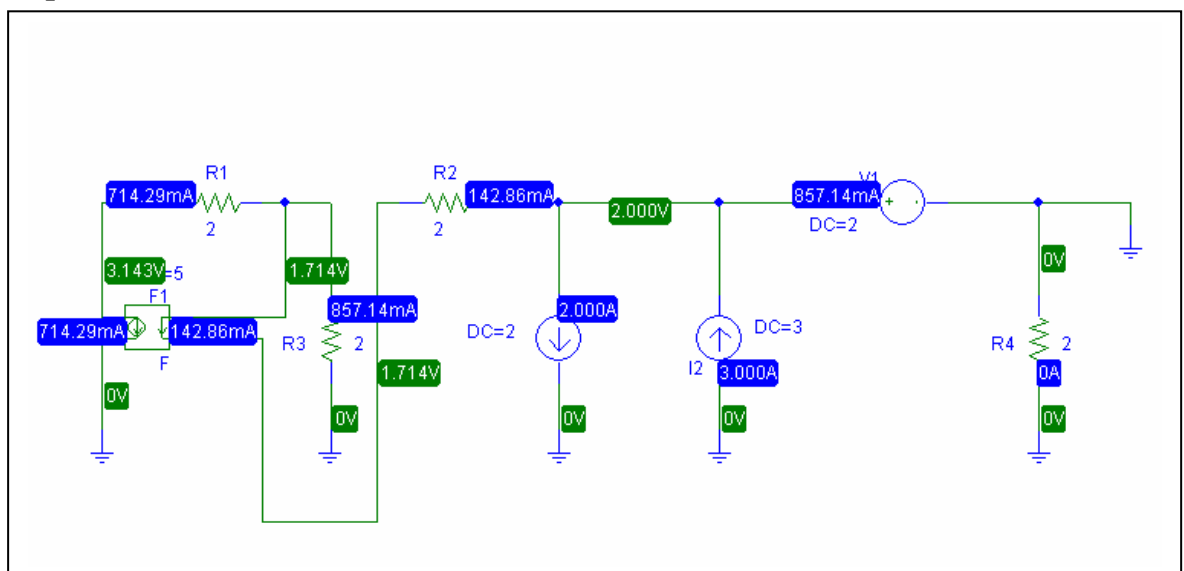 R1
R2
V1
714.29mA
142.86mA
857.14mA
2.000V
+ -
2
2
DC=2
3.143V
=5
1.714V
0V
F1
857.14mA
2.000A
714.29mA
142.86mA
DC=2
DC=3
R3
2
R4
2
F
1.714V
I2
3.000A
0A
0V
0V
0V
0V
0V